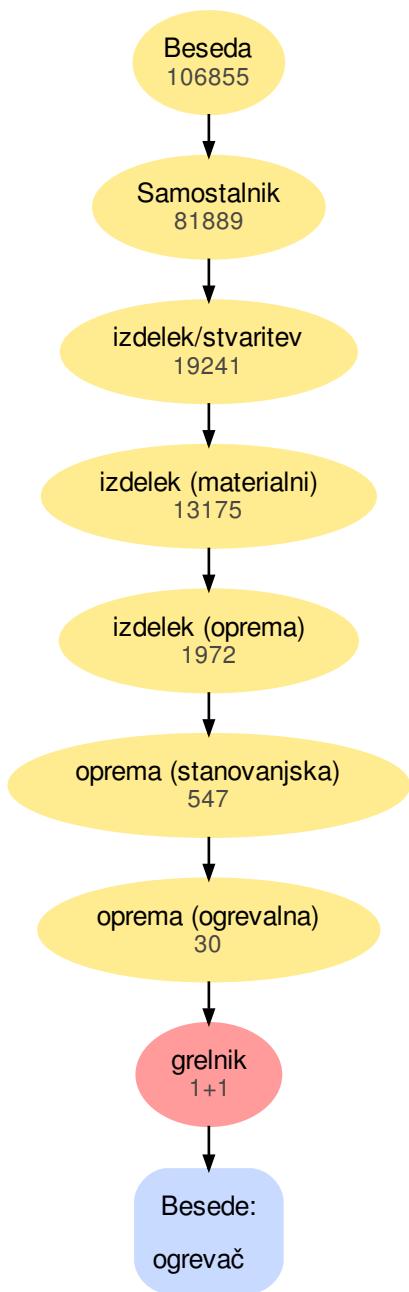 Beseda
106855
Samostalnik
81889
izdelek/stvaritev
19241
izdelek (materialni)
13175
izdelek (oprema)
1972
oprema (stanovanjska)
547
oprema (ogrevalna)
30
grelnik
1+1
Besede:
ogrevač